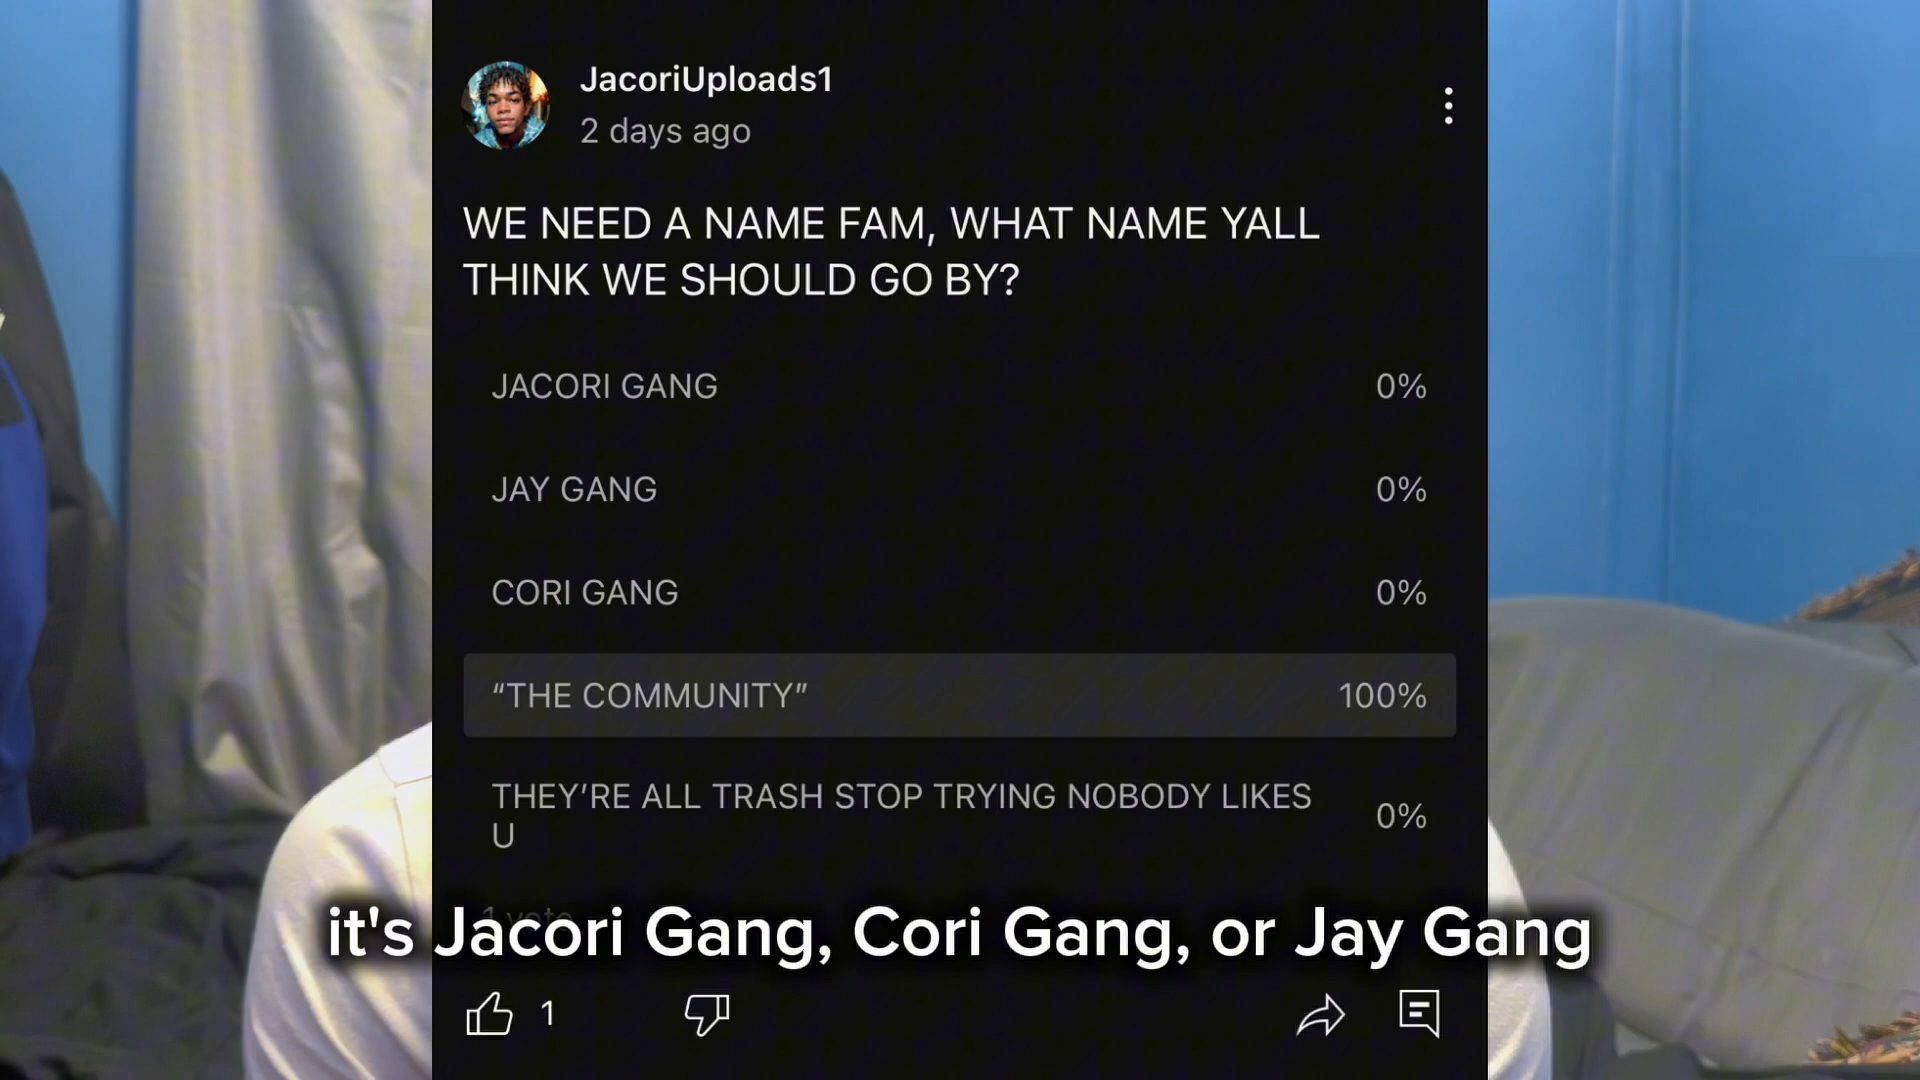 JacoriUploads1
2 days ago
WE NEED A NAME FAM, WHAT NAME YALL
THINK WE SHOULD GO BY?
JACORI GANG 0%
JAY GANG 0%
CORI GANG 0%
“THE COMMUNITY” 100%
THEY’RE ALL TRASH STOP TRYING NOBODY LIKES
U 0%
1 vote
it's Jacori Gang, Cori Gang, or Jay Gang
1